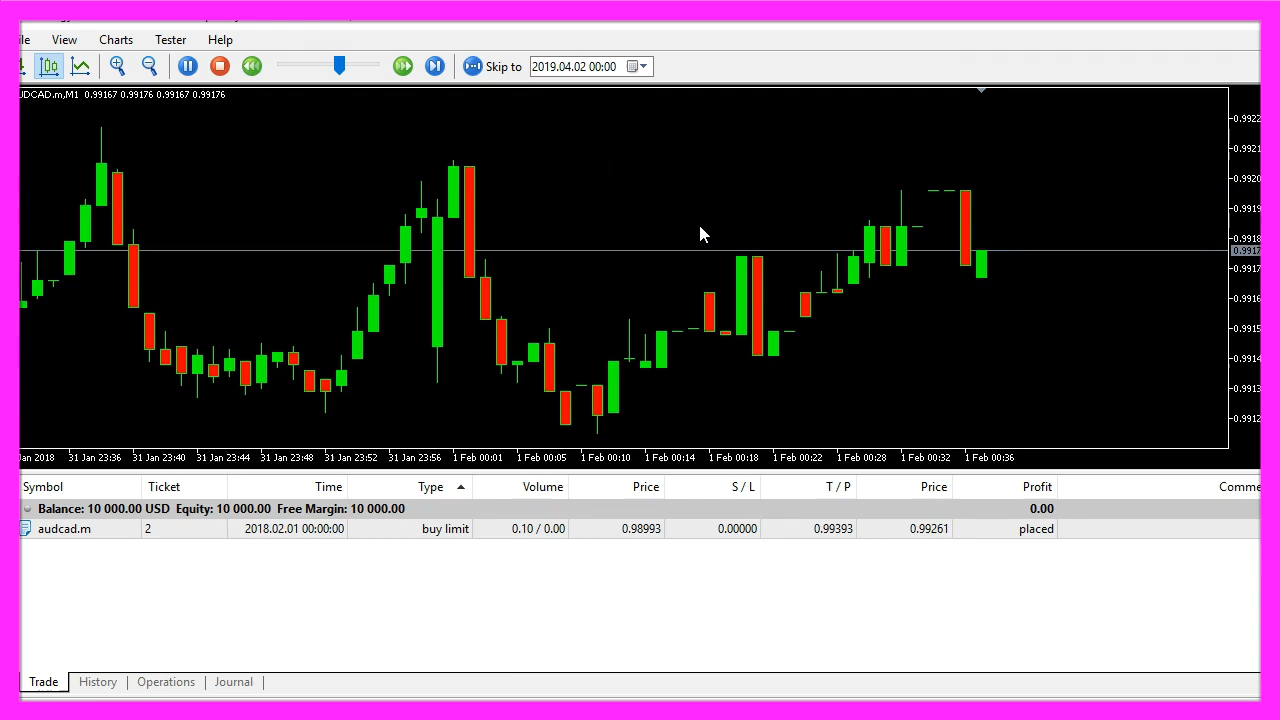 ile View Charts Tester Help
Skip to 2019.04.02 00:00
JDCAD.m,M1 0.99167 0.99176 0.99167 0.99176
0.9922
0.9921
0.9920
0.9919
0.9918
0.9917
0.9917
0.9916
0.9915
0.9914
0.9913
0.9912
Jan 2018 31 Jan 23:36 31 Jan 23:40 31 Jan 23:44 31 Jan 23:48 31 Jan 23:52 31 Jan 23:56 1 Feb 00:01 1 Feb 00:05 1 Feb 00:10 1 Feb 00:14 1 Feb 00:18 1 Feb 00:22 1 Feb 00:28 1 Feb 00:32 1 Feb 00:36
Symbol Ticket Time Type Volume Price S / L T / P Price Profit Comme
Balance: 10 000.00 USD Equity: 10 000.00 Free Margin: 10 000.00 0.00
audcad.m 2 2018.02.01 00:00:00 buy limit 0.10 / 0.00 0.98993 0.00000 0.99393 0.99261 placed
Trade History Operations Journal